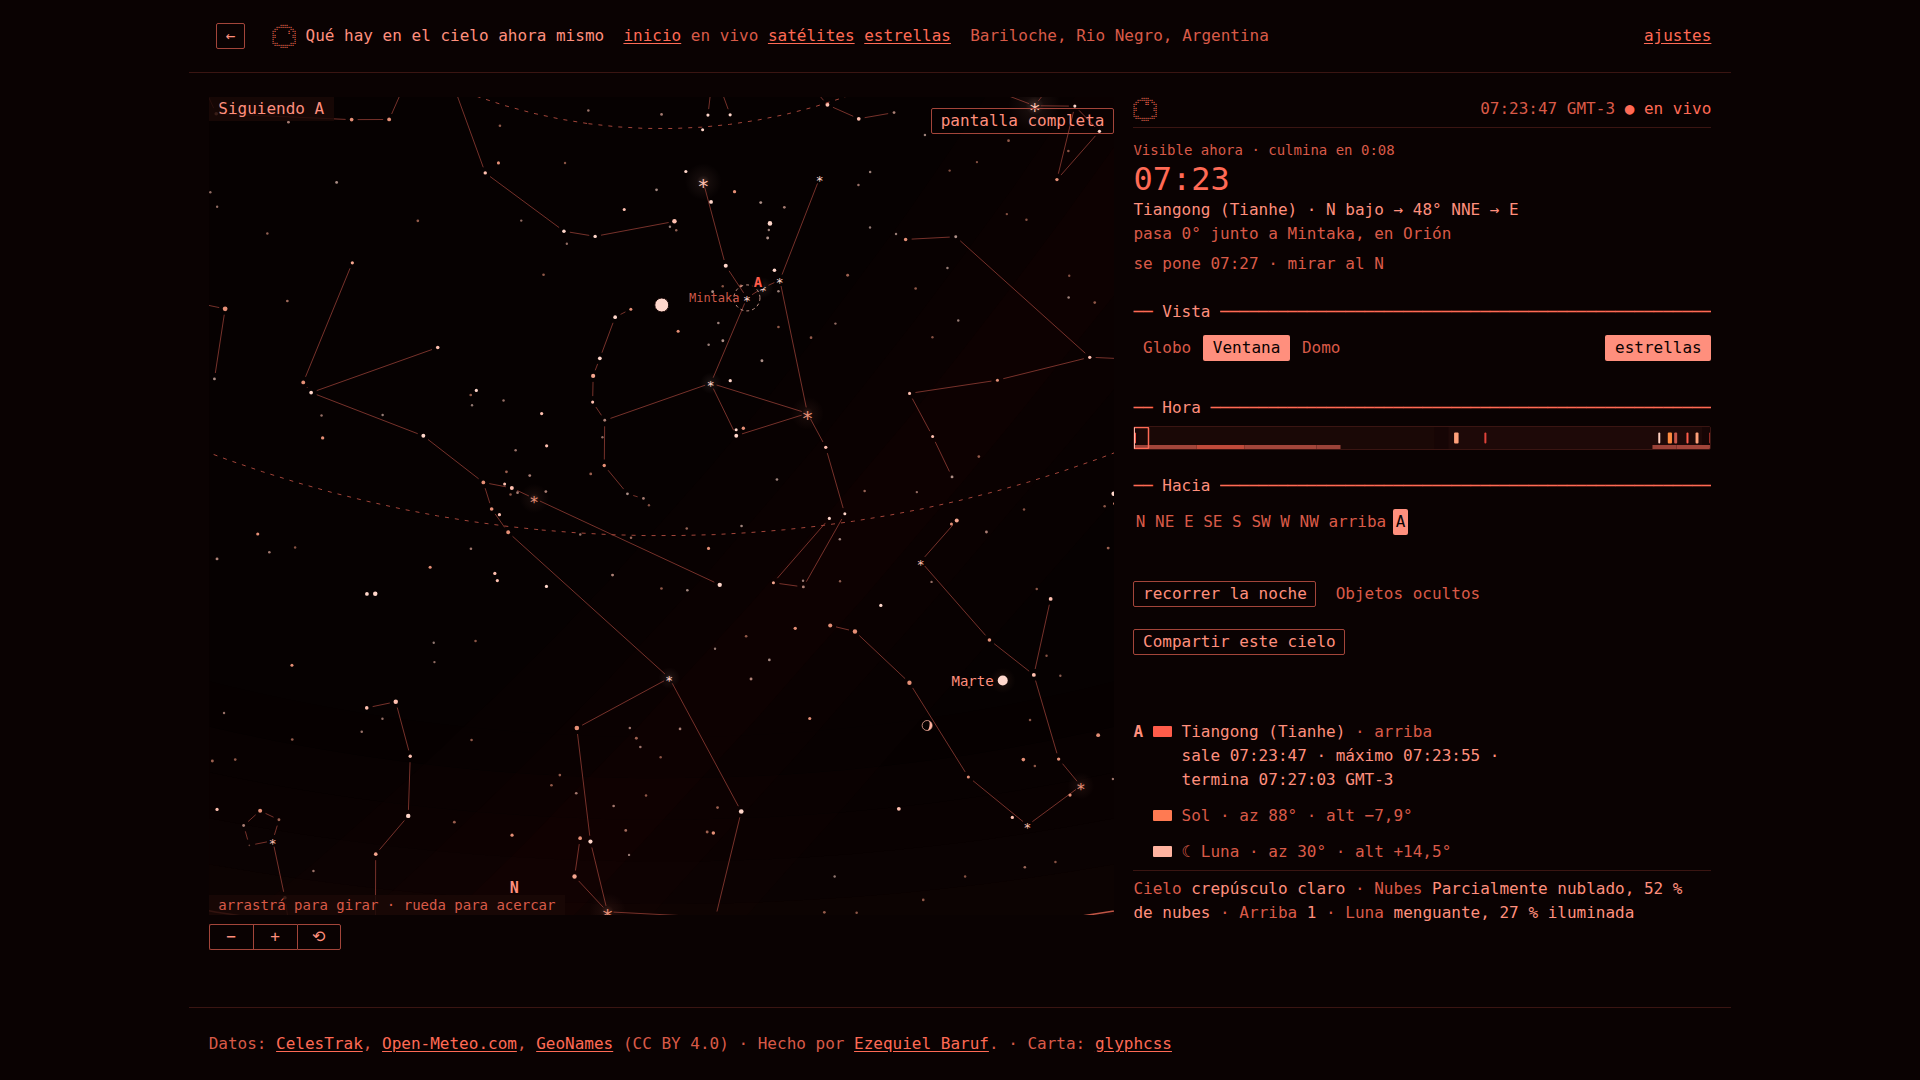 ← Qué hay en el cielo ahora mismo inicio en vivo satélites estrellas Bariloche, Rio Negro, Argentina ajustes
Siguiendo A
pantalla completa
A
Mintaka
Marte
N
arrastrá para girar · rueda para acercar
− + ⟲
07:23:47 GMT-3 ● en vivo
Visible ahora · culmina en 0:08
07:23
Tiangong (Tianhe) · N bajo → 48° NNE → E
pasa 0° junto a Mintaka, en Orión
se pone 07:27 · mirar al N
Vista
Globo Ventana Domo estrellas
Hora
Hacia
N NE E SE S SW W NW arriba A
recorrer la noche Objetos ocultos
Compartir este cielo
A Tiangong (Tianhe) · arriba
sale 07:23:47 · máximo 07:23:55 ·
termina 07:27:03 GMT-3
Sol · az 88° · alt −7,9°
☾ Luna · az 30° · alt +14,5°
Cielo crepúsculo claro · Nubes Parcialmente nublado, 52 %
de nubes · Arriba 1 · Luna menguante, 27 % iluminada
Datos: CelesTrak, Open-Meteo.com, GeoNames (CC BY 4.0) · Hecho por Ezequiel Baruf. · Carta: glyphcss